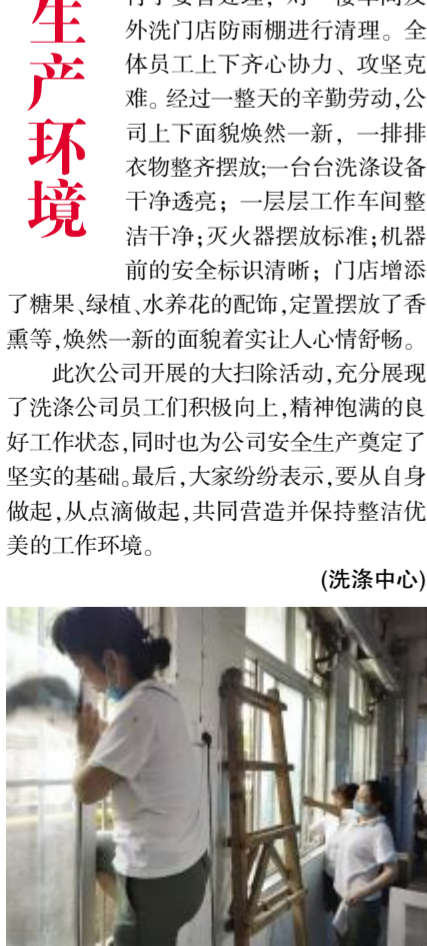 生产环境
行了妥善处理，对一楼车间及
外洗门店防雨棚进行清理。全
体员工上下齐心协力、攻坚克
难。经过一整天的辛勤劳动,公
司上下面貌焕然一新，一排排
衣物整齐摆放;一台台洗涤设备
干净透亮；一层层工作车间整
洁干净;灭火器摆放标准;机器
前的安全标识清晰；门店增添
了糖果、绿植、水养花的配饰,定置摆放了香
熏等,焕然一新的面貌着实让人心情舒畅。
此次公司开展的大扫除活动,充分展现
了洗涤公司员工们积极向上,精神饱满的良
好工作状态,同时也为公司安全生产奠定了
坚实的基础。最后,大家纷纷表示,要从自身
做起,从点滴做起,共同营造并保持整洁优
美的工作环境。
(洗涤中心)